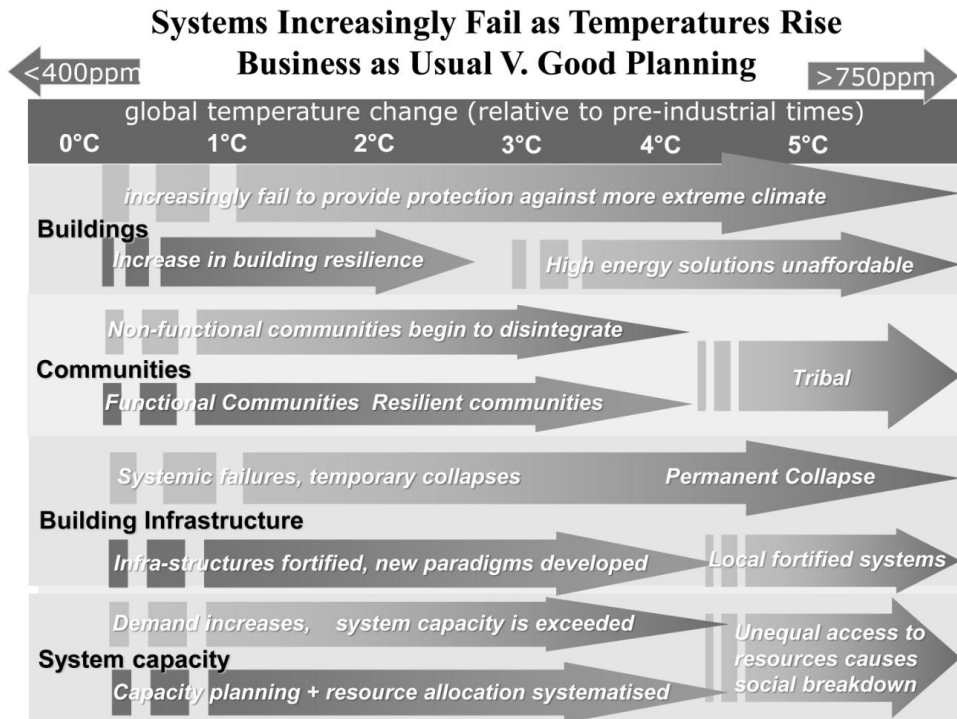 Systems Increasingly Fail as Temperatures Rise
Business as Usual V. Good Planning
<400ppm
>750ppm
global temperature change (relative to pre-industrial times)
0°C 1°C 2°C 3°C 4°C 5°C
increasingly fail to provide protection against more extreme climate
Buildings
Increase in building resilience
High energy solutions unaffordable
Non-functional communities begin to disintegrate
Communities
Tribal
Functional Communities Resilient communities
Systemic failures, temporary collapses
Permanent Collapse
Building Infrastructure
Infra-structures fortified, new paradigms developed
Local fortified systems
Demand increases, system capacity is exceeded
System capacity
Unequal access to
resources causes
social breakdown
Capacity planning + resource allocation systematised